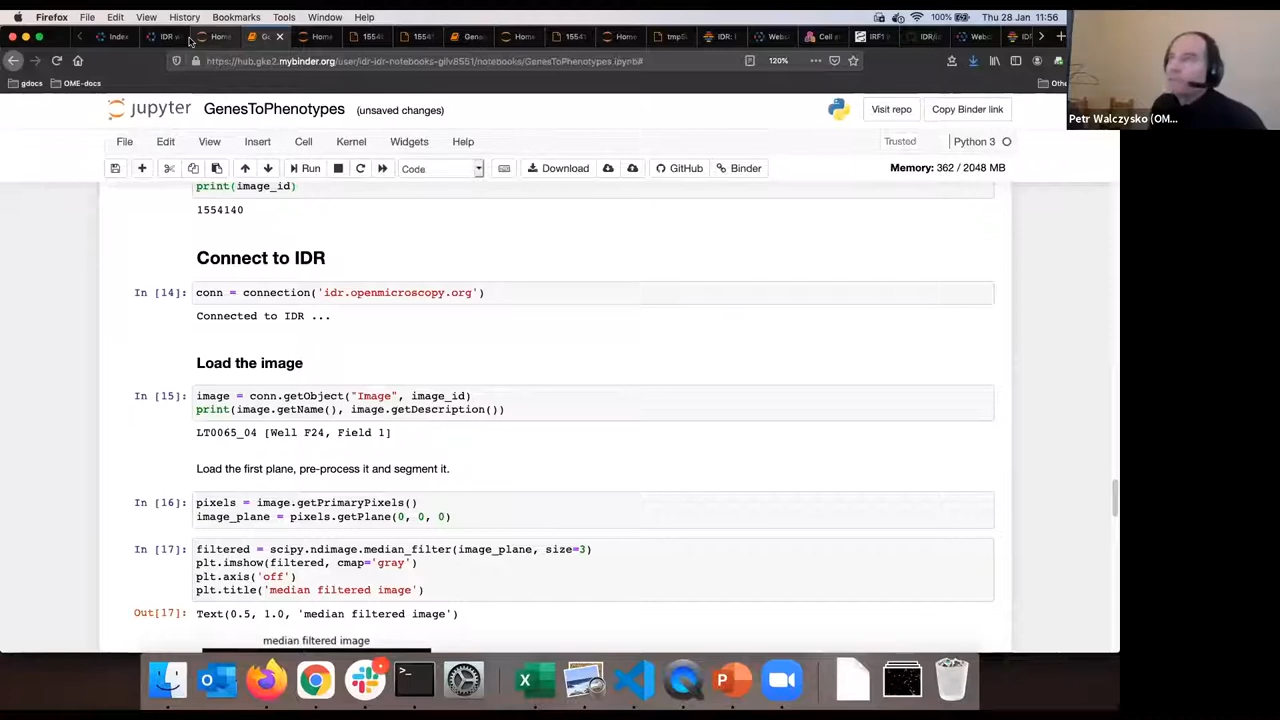 Firefox File Edit View History Bookmarks Tools Window Help 100% Thu 28 Jan 11:56
Index IDR Home Home Home Home
https://hub.gke2.mybinder.org/user/idr-idr-notebooks-gilv8551/notebooks/GenesToPhenotypes.ipynb# 120%
gdocs OME-docs
Petr Walczysko (OM...
jupyter GenesToPhenotypes (unsaved changes) Visit repo Copy Binder link
File Edit View Insert Cell Kernel Widgets Help Trusted Python 3
Run Code Download GitHub Binder Memory: 362 / 2048 MB
print(image_id)
1554140
Connect to IDR
In [14]: conn = connection('idr.openmicroscopy.org')
Connected to IDR ...
Load the image
In [15]: image = conn.getObject("Image", image_id)
print(image.getName(), image.getDescription())
LT0065_04 [Well F24, Field 1]
Load the first plane, pre-process it and segment it.
In [16]: pixels = image.getPrimaryPixels()
image_plane = pixels.getPlane(0, 0, 0)
In [17]: filtered = scipy.ndimage.median_filter(image_plane, size=3)
plt.imshow(filtered, cmap='gray')
plt.axis('off')
plt.title('median filtered image')
Out[17]: Text(0.5, 1.0, 'median filtered image')
median filtered image